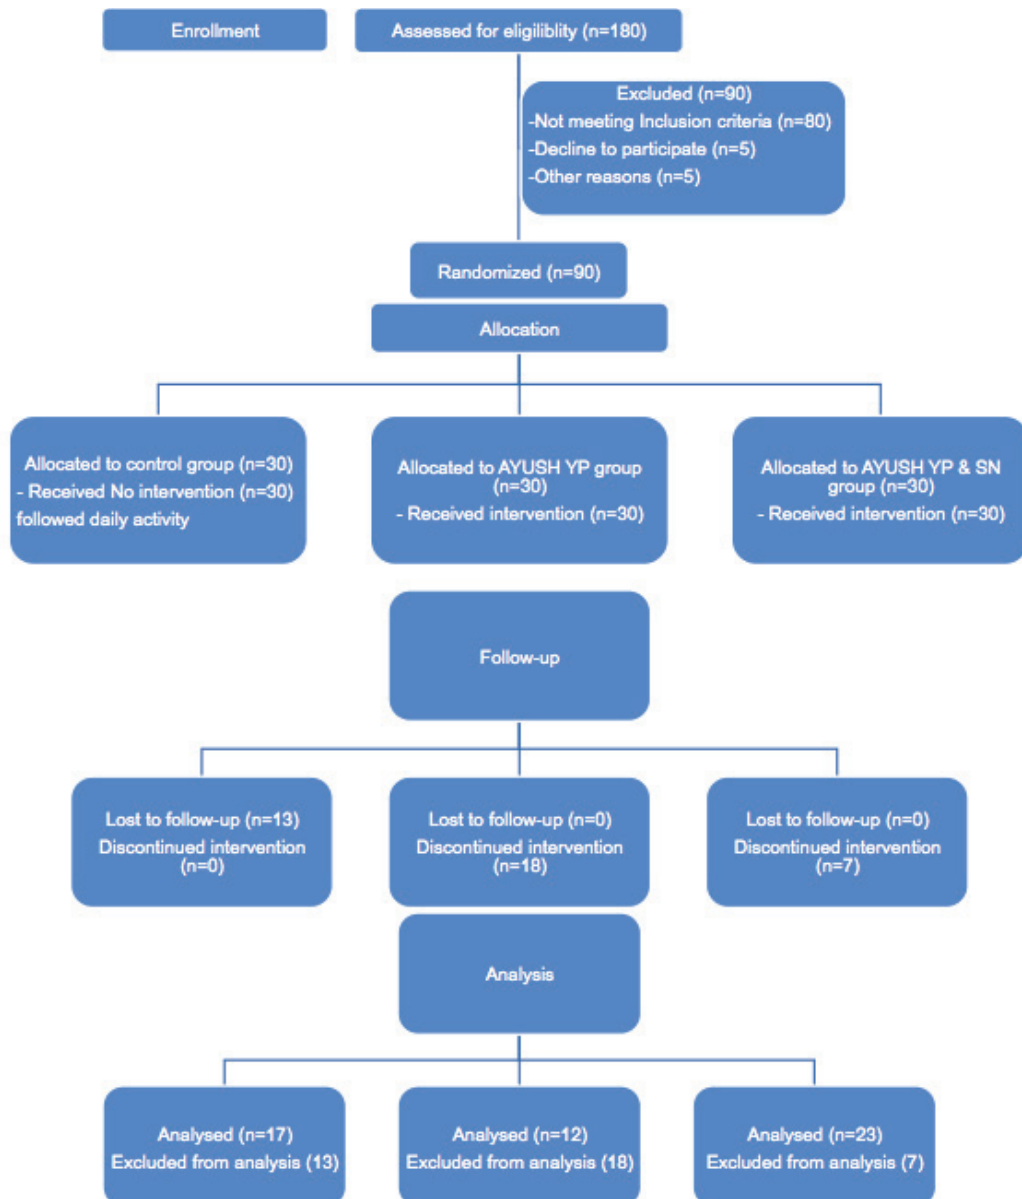 Enrollment
Assessed for eligiliblity (n=180)
Excluded (n=90)
-Not meeting Inclusion criteria (n=80)
-Decline to participate (n=5)
-Other reasons (n=5)
Randomized (n=90)
Allocation
Allocated to control group (n=30)
- Received No intervention (n=30)
followed daily activity
Allocated to AYUSH YP group
(n=30)
- Received intervention (n=30)
Allocated to AYUSH YP & SN
group (n=30)
- Received intervention (n=30)
Follow-up
Lost to follow-up (n=13)
Discontinued intervention
(n=0)
Lost to follow-up (n=0)
Discontinued intervention
(n=18)
Lost to follow-up (n=0)
Discontinued intervention
(n=7)
Analysis
Analysed (n=17)
Excluded from analysis (13)
Analysed (n=12)
Excluded from analysis (18)
Analysed (n=23)
Excluded from analysis (7)